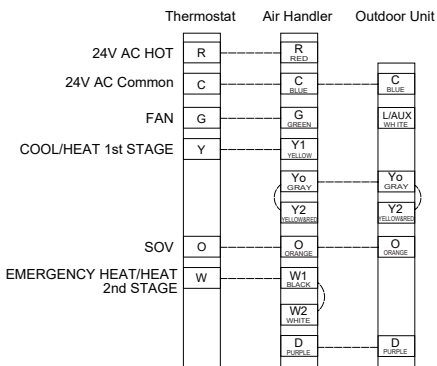 Thermostat Air Handler Outdoor Unit
24V AC HOT R R
RED
24V AC Common C C C
BLUE BLUE
FAN G G L/AUX
GREEN WH ITE
COOL/HEAT 1st STAGE Y Y1
YELLOW
Yo Yo
GRAY GRAY
Y2 Y2
YELLOW&RED YELLOW&RED
SOV O O O
ORANGE ORANGE
EMERGENCY HEAT/HEAT W W1
2nd STAGE BLACK
W2
WHITE
D D
PURPLE PURPLE